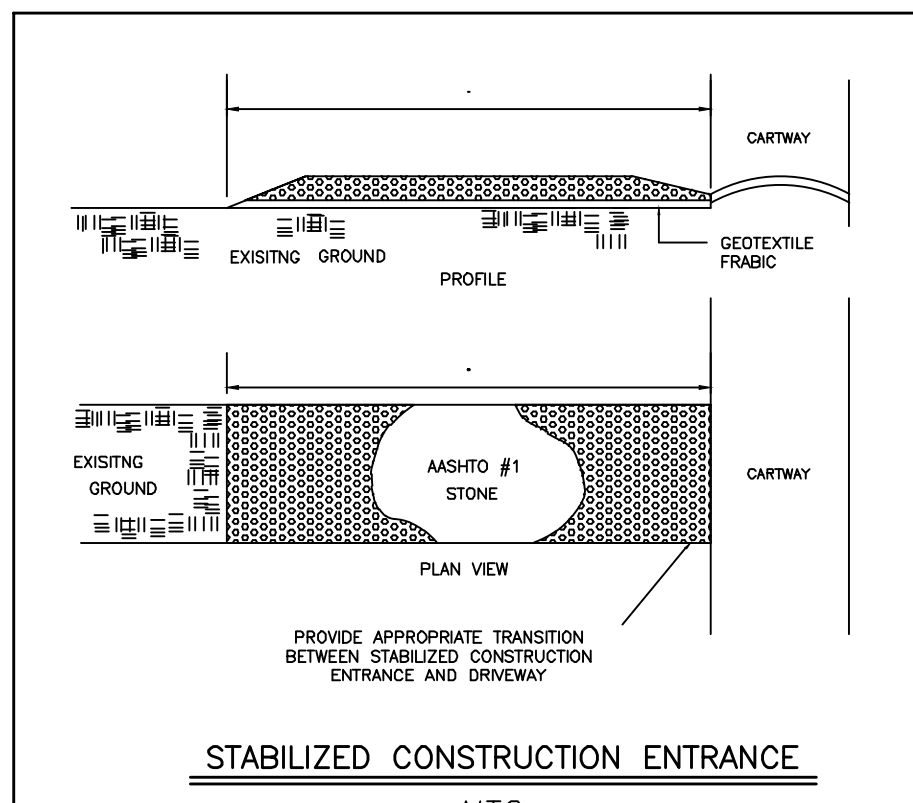 CARTWAY
EXISITNG GROUND
GEOTEXTILE
FRABIC
PROFILE
EXISITNG
GROUND
AASHTO #1
STONE
CARTWAY
PLAN VIEW
PROVIDE APPROPRIATE TRANSITION
BETWEEN STABILIZED CONSTRUCTION
ENTRANCE AND DRIVEWAY
STABILIZED CONSTRUCTION ENTRANCE